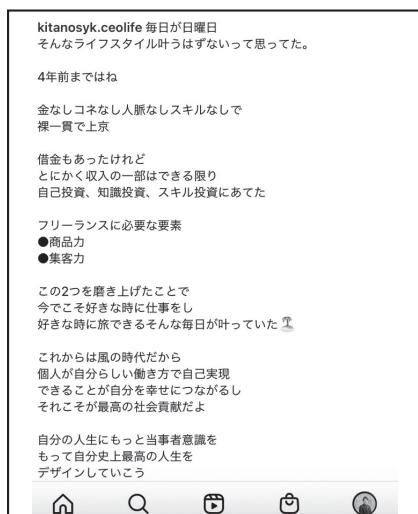 kitanosyk.ceolife 毎日が日曜日
そんなライフスタイル叶うはずないって思ってた。
4年前まではね
金なしコネなし人脈なしスキルなしで
裸一貫で上京
借金もあったけれど
とにかく収入の一部はできる限り
自己投資、知識投資、スキル投資にあてた
フリーランスに必要な要素
●商品力
●集客力
この2つを磨き上げたことで
今でこそ好きな時に仕事をし
好きな時に旅できるそんな毎日が叶っていた🏝
これからは風の時代だから
個人が自分らしい働き方で自己実現
できることが自分を幸せにつながるし
それこそが最高の社会貢献だよ
自分の人生にもっと当事者意識を
もって自分史上最高の人生を
デザインしていこう